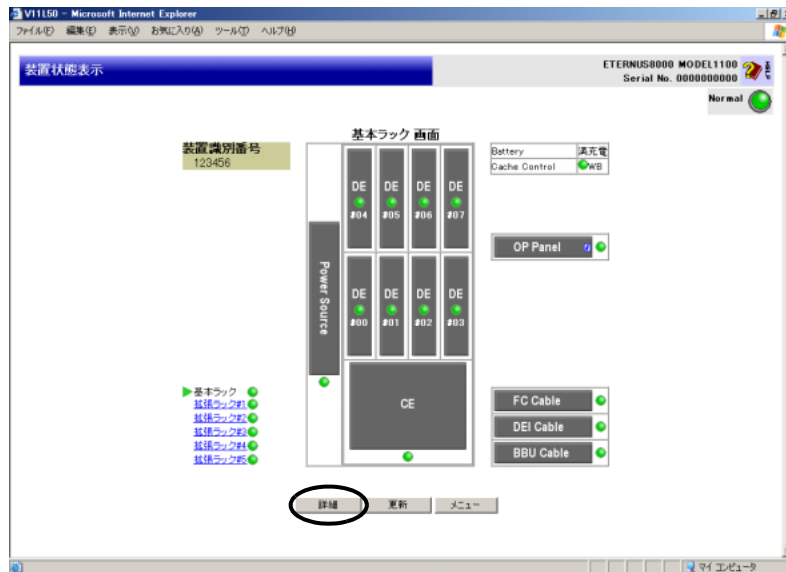 V11L50 - Microsoft Internet Explorer
ファイル(F) 編集(E) 表示(V) お気に入り(A) ツール(T) ヘルプ(H)
装置状態表示
ETERNUS8000 MODEL1100
Serial No. 0000000000
Normal
装置識別番号
123456
基本ラック 画面
Battery 満充電
Cache Control WB
DE DE DE DE
#04 #05 #06 #07
OP Panel
Power Source
DE DE DE DE
#00 #01 #02 #03
CE
基本ラック
拡張ラック#1
拡張ラック#2
拡張ラック#3
拡張ラック#4
拡張ラック#5
FC Cable
DEI Cable
BBU Cable
詳細 更新 メニュー
マイ コンピュータ